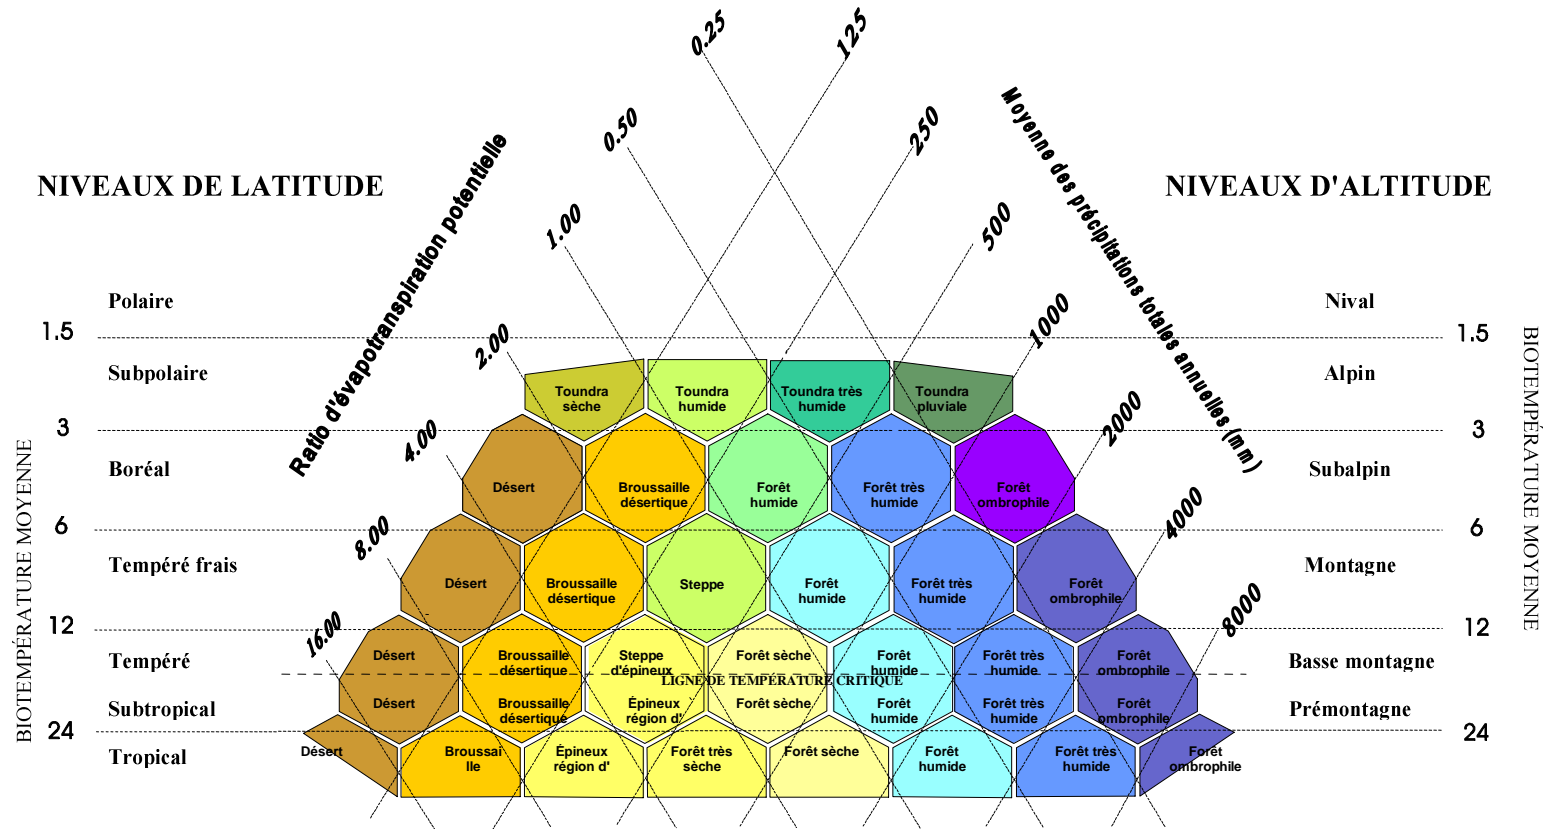 0.25
125
0.50
250
1.00
500
2.00
1000
4.00
2000
8.00
4000
16.00
8000
Ratio d'évapotranspiration potentielle
Moyenne des précipitations totales annuelles (mm)
NIVEAUX DE LATITUDE
NIVEAUX D'ALTITUDE
BIOTEMPÉRATURE MOYENNE
BIOTEMPÉRATURE MOYENNE
Polaire
Nival
1.5
1.5
Subpolaire
Toundra
sèche
Toundra
humide
Toundra très
humide
Toundra
pluviale
Alpin
3
3
Boréal
Désert
Broussaille
désertique
Forêt
humide
Forêt très
humide
Forêt
ombrophile
Subalpin
6
6
Tempéré frais
Désert
Broussaille
désertique
Steppe
Forêt
humide
Forêt très
humide
Forêt
ombrophile
Montagne
12
12
Tempéré
Désert
Broussaille
désertique
Steppe
d'épineux
Forêt sèche
Forêt
humide
Forêt très
humide
Forêt
ombrophile
Basse montagne
LIGNE DE TEMPÉRATURE CRITIQUE
Subtropical
Désert
Broussaille
désertique
Épineux
région d'
Forêt sèche
Forêt
humide
Forêt très
humide
Forêt
ombrophile
Prémontagne
24
24
Tropical
Désert
Broussai
lle
Épineux
région d'
Forêt très
sèche
Forêt sèche
Forêt
humide
Forêt très
humide
Forêt
ombrophile